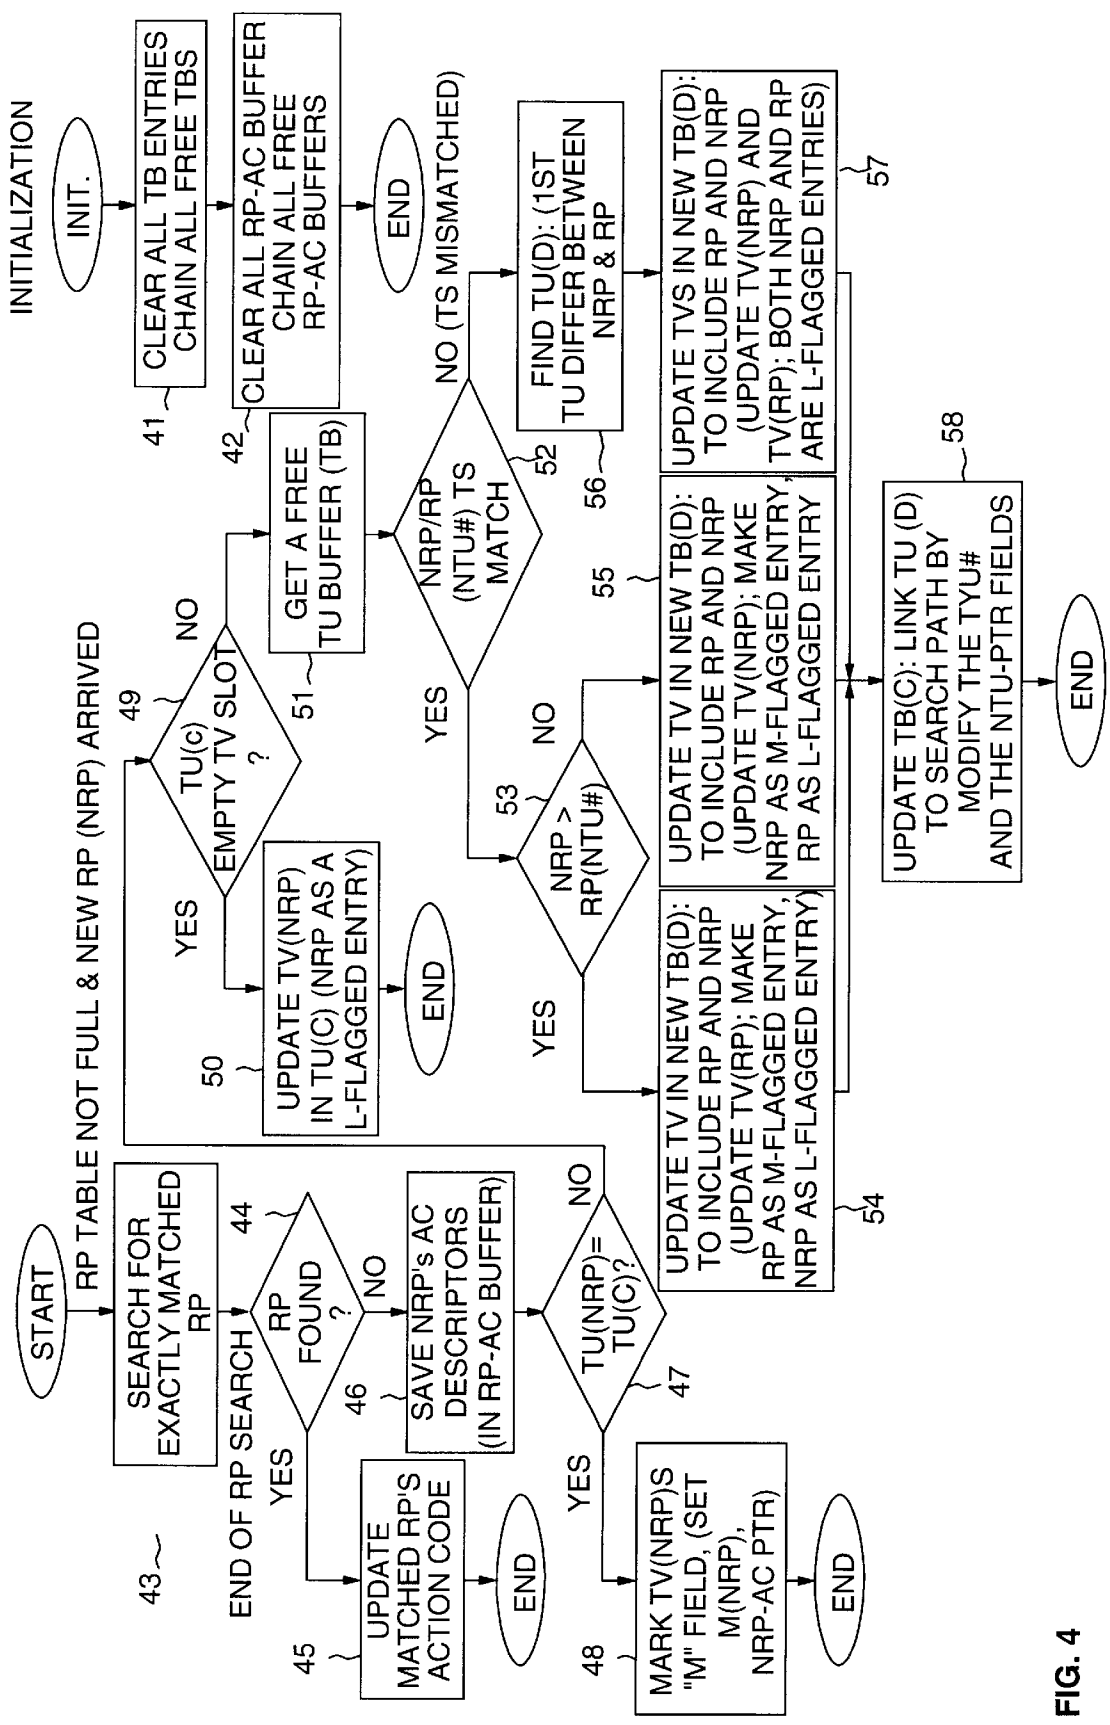 INITIALIZATION
INIT.
CLEAR ALL TB ENTRIES
CHAIN ALL FREE TBS
41
CLEAR ALL RP-AC BUFFER
CHAIN ALL FREE
RP-AC BUFFERS
42
END
START
RP TABLE NOT FULL & NEW RP (NRP) ARRIVED
SEARCH FOR
EXACTLY MATCHED
RP
43
END OF RP SEARCH
RP
FOUND
?
44
YES
NO
UPDATE
MATCHED RP'S
ACTION CODE
45
END
SAVE NRP's AC
DESCRIPTORS
(IN RP-AC BUFFER)
46
TU(NRP)=
TU(C)?
47
YES
NO
MARK TV(NRP)S
"M" FIELD, (SET
M(NRP),
NRP-AC PTR)
48
END
TU(c)
EMPTY TV SLOT
?
49
YES
NO
UPDATE TV(NRP)
IN TU(C) (NRP AS A
L-FLAGGED ENTRY)
50
END
GET A FREE
TU BUFFER (TB)
51
NRP/RP
(NTU#) TS
MATCH
52
YES
NO (TS MISMATCHED)
NRP >
RP(NTU#)
53
YES
NO
UPDATE TV IN NEW TB(D):
TO INCLUDE RP AND NRP
(UPDATE TV(RP); MAKE
RP AS M-FLAGGED ENTRY,
NRP AS L-FLAGGED ENTRY)
54
UPDATE TV IN NEW TB(D):
TO INCLUDE RP AND NRP
(UPDATE TV(NRP); MAKE
NRP AS M-FLAGGED ENTRY,
RP AS L-FLAGGED ENTRY
55
FIND TU(D): (1ST
TU DIFFER BETWEEN
NRP & RP
56
UPDATE TVS IN NEW TB(D):
TO INCLUDE RP AND NRP
(UPDATE TV(NRP) AND
TV(RP); BOTH NRP AND RP
ARE L-FLAGGED ENTRIES)
57
UPDATE TB(C): LINK TU (D)
TO SEARCH PATH BY
MODIFY THE TYU#
AND THE NTU-PTR FIELDS
58
END
FIG. 4